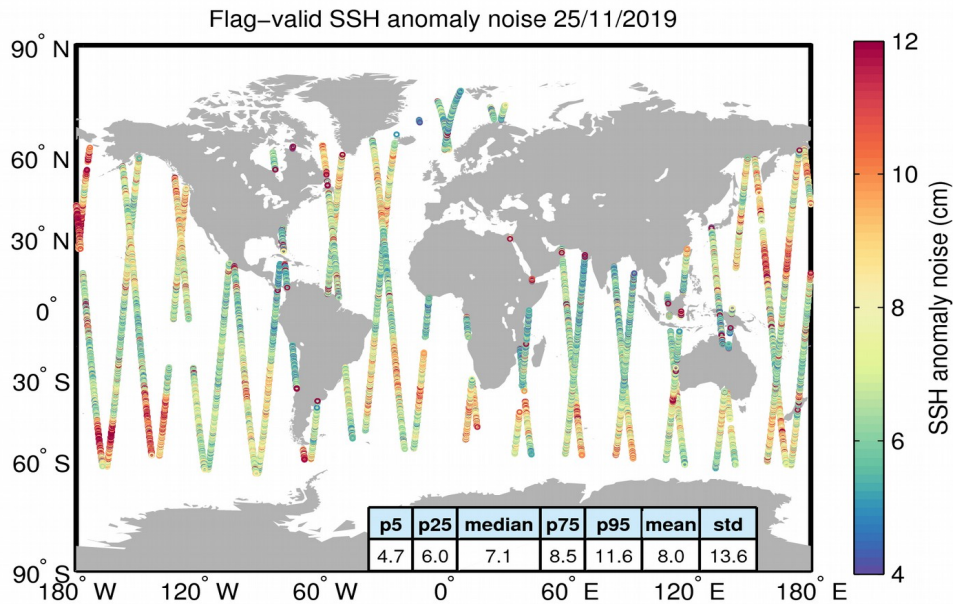 Flag−valid SSH anomaly noise 25/11/2019
90° N
60° N
30° N
0°
30° S
60° S
90° S
180° W
120° W
60° W
0°
60° E
120° E
180° E
p5 p25 median p75 p95 mean std
4.7 6.0 7.1 8.5 11.6 8.0 13.6
12
10
8
6
4
SSH anomaly noise (cm)